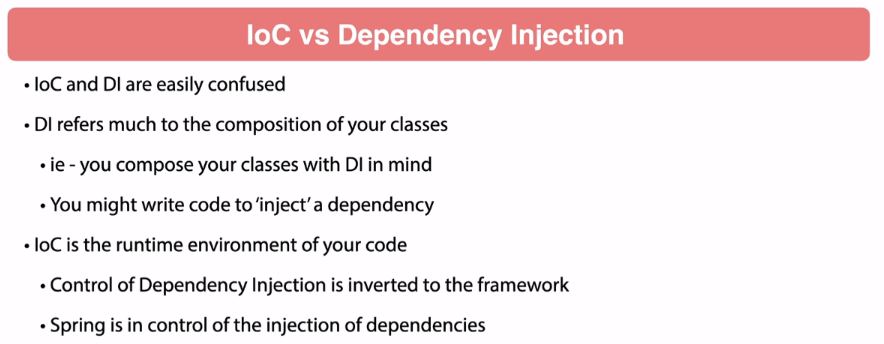 IoC vs Dependency Injection
• IoC and DI are easily confused
• DI refers much to the composition of your classes
• ie - you compose your classes with DI in mind
• You might write code to ‘inject’ a dependency
• IoC is the runtime environment of your code
• Control of Dependency Injection is inverted to the framework
• Spring is in control of the injection of dependencies